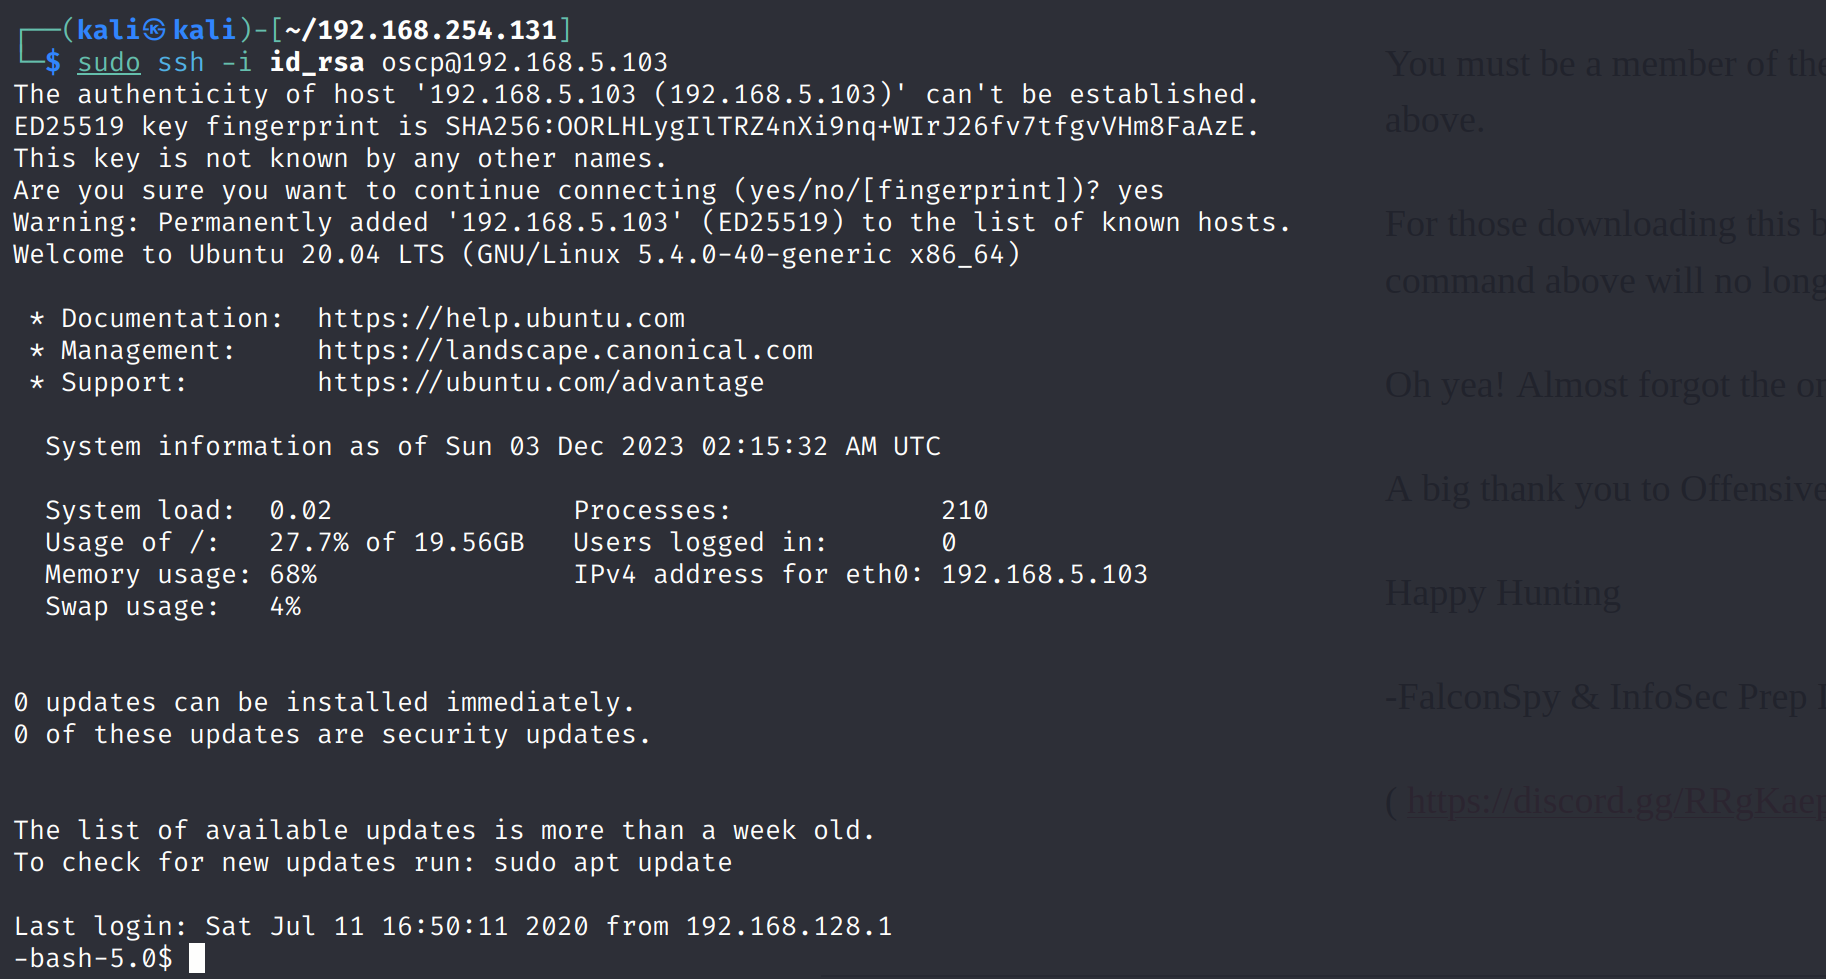 ┌──(kali㉿kali)-[~/192.168.254.131]
└─$ sudo ssh -i id_rsa oscp@192.168.5.103
The authenticity of host '192.168.5.103 (192.168.5.103)' can't be established.
ED25519 key fingerprint is SHA256:OORLHLygIlTRZ4nXi9nq+WIrJ26fv7tfgvVHm8FaAzE.
This key is not known by any other names.
Are you sure you want to continue connecting (yes/no/[fingerprint])? yes
Warning: Permanently added '192.168.5.103' (ED25519) to the list of known hosts.
Welcome to Ubuntu 20.04 LTS (GNU/Linux 5.4.0-40-generic x86_64)
* Documentation: https://help.ubuntu.com
* Management: https://landscape.canonical.com
* Support: https://ubuntu.com/advantage
System information as of Sun 03 Dec 2023 02:15:32 AM UTC
System load: 0.02 Processes: 210
Usage of /: 27.7% of 19.56GB Users logged in: 0
Memory usage: 68% IPv4 address for eth0: 192.168.5.103
Swap usage: 4%
0 updates can be installed immediately.
0 of these updates are security updates.
The list of available updates is more than a week old.
To check for new updates run: sudo apt update
Last login: Sat Jul 11 16:50:11 2020 from 192.168.128.1
-bash-5.0$
You must be a member of the
above.
For those downloading this
command above will no
Oh yea! Almost forgot the
A big thank you to Offensive
Happy Hunting
-FalconSpy & InfoSec Prep
( https://discord.gg/RRgKaep